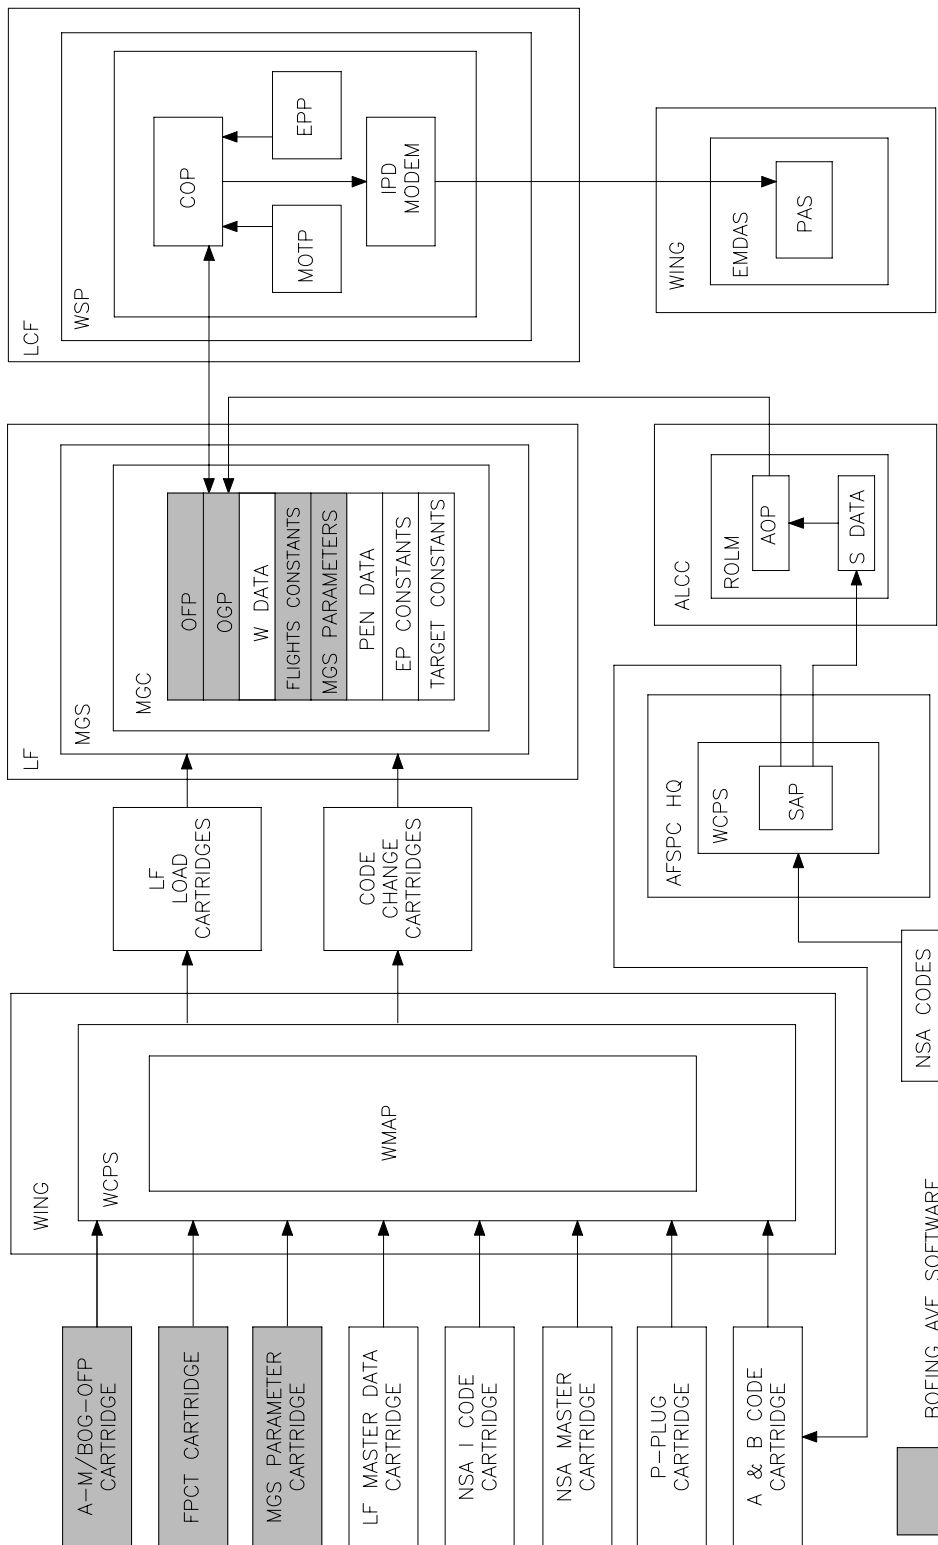 A-M/BOG-OFP
CARTRIDGE
FPCT CARTRIDGE
MGS PARAMETER
CARTRIDGE
LF MASTER DATA
CARTRIDGE
NSA I CODE
CARTRIDGE
NSA MASTER
CARTRIDGE
P-PLUG
CARTRIDGE
A & B CODE
CARTRIDGE
WING
WCPS
WMAP
LF
LOAD
CARTRIDGES
CODE
CHANGE
CARTRIDGES
LF
MGS
MGC
OFP
OGP
W DATA
FLIGHTS CONSTANTS
MGS PARAMETERS
PEN DATA
EP CONSTANTS
TARGET CONSTANTS
LCF
WSP
COP
EPP
MOTP
IPD
MODEM
WING
EMDAS
PAS
ALCC
ROLM
AOP
S DATA
AFSPC HQ
WCPS
SAP
NSA CODES
BOEING AVE SOFTWARE